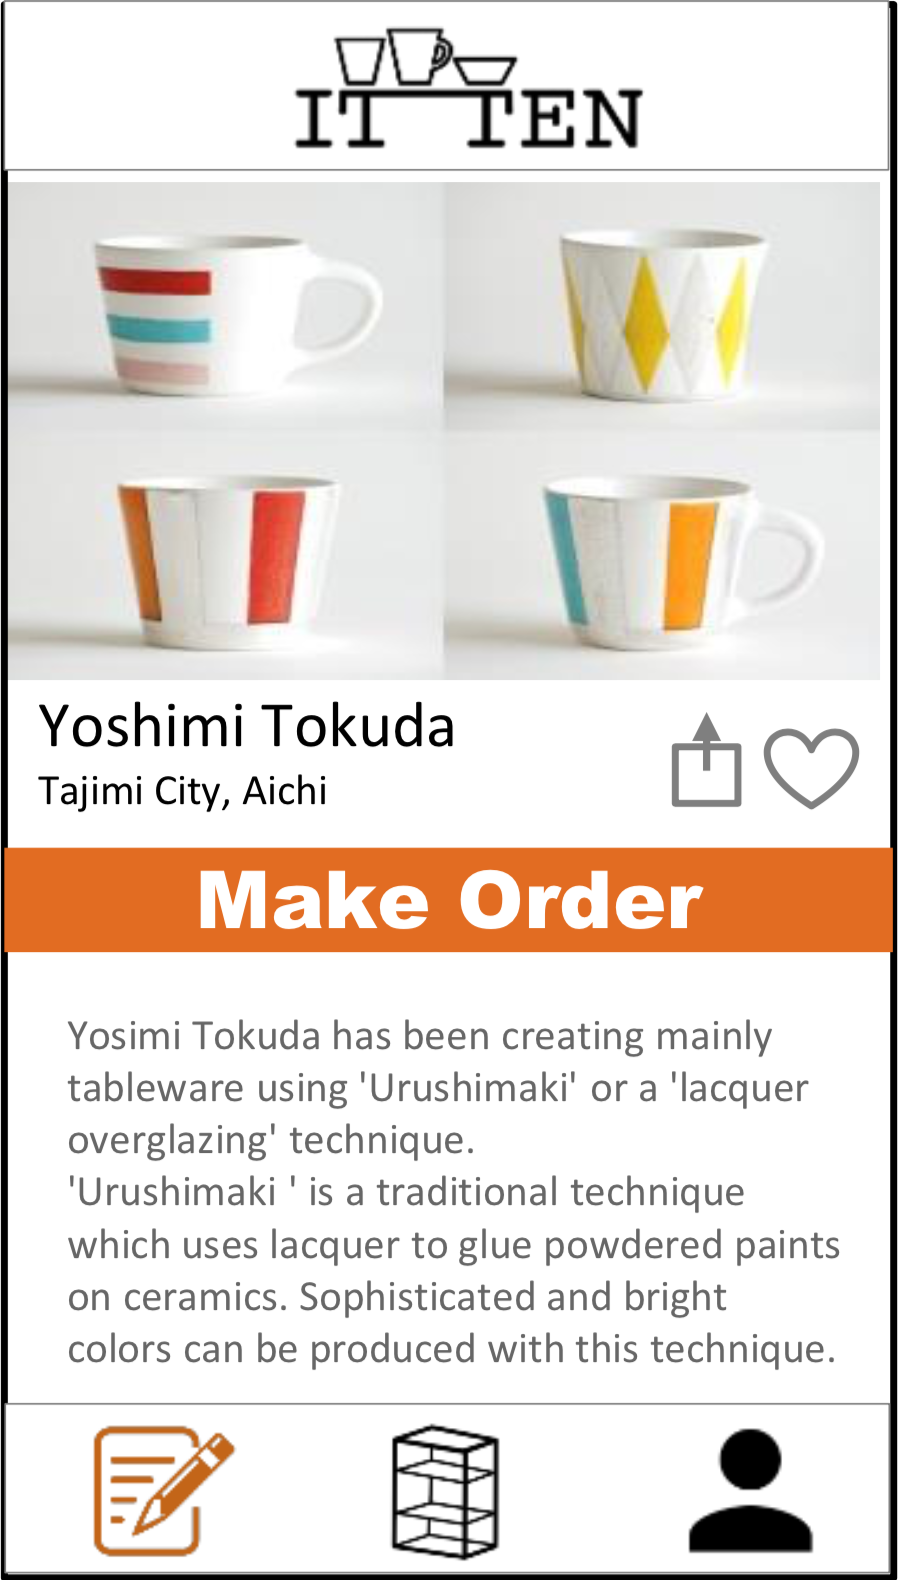 IT TEN
Yoshimi Tokuda
Tajimi City, Aichi
Make Order
Yosimi Tokuda has been creating mainly
tableware using 'Urushimaki' or a 'lacquer
overglazing' technique.
'Urushimaki ' is a traditional technique
which uses lacquer to glue powdered paints
on ceramics. Sophisticated and bright
colors can be produced with this technique.